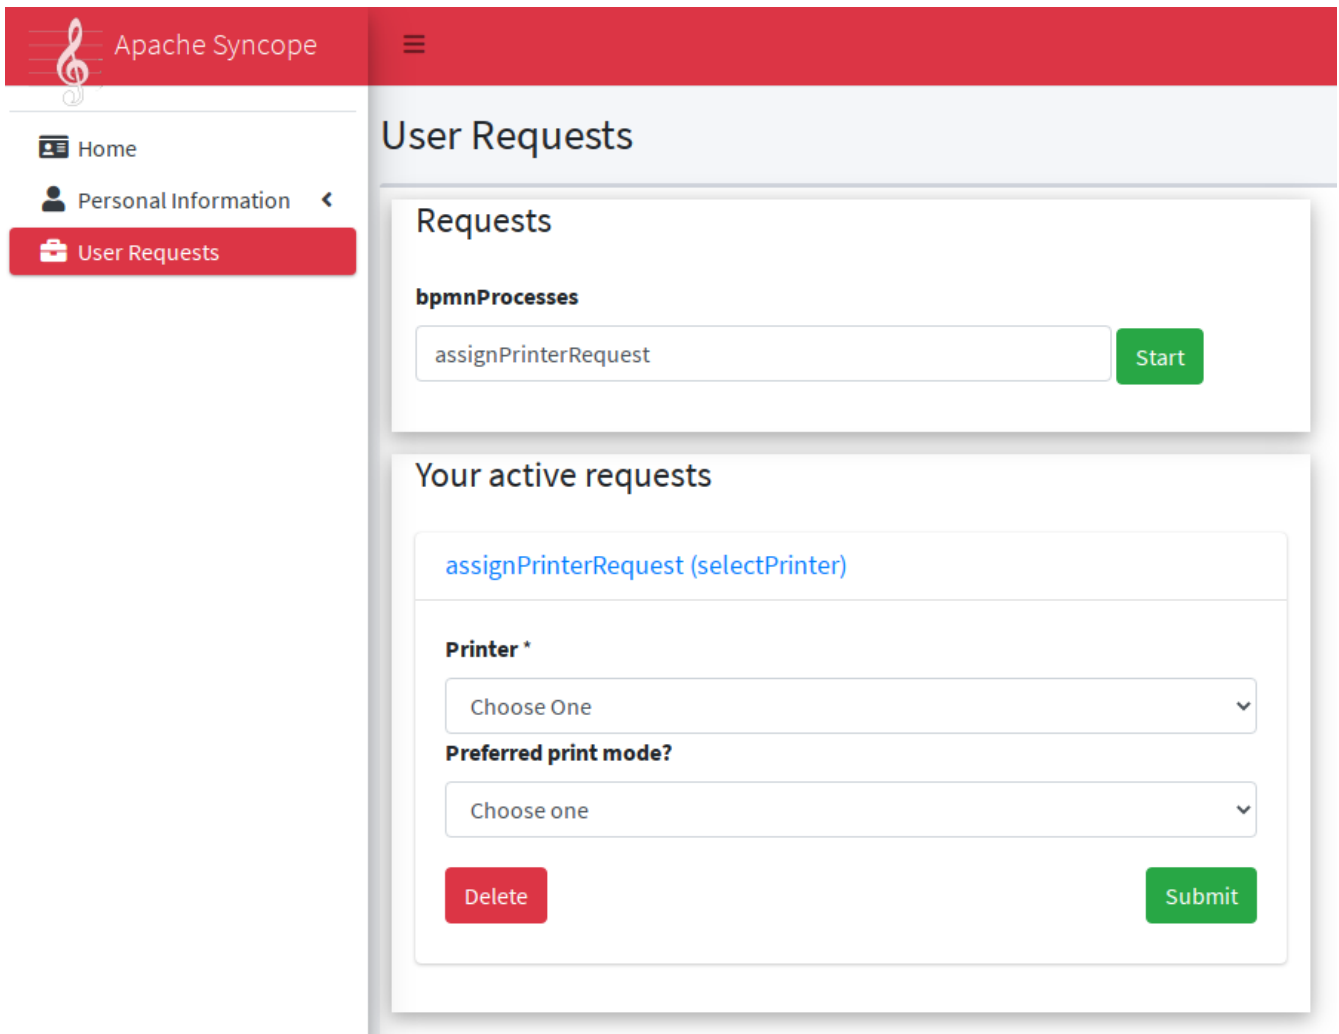 Apache Syncope
Home
Personal Information
User Requests
User Requests
Requests
bpmnProcesses
assignPrinterRequest
Start
Your active requests
assignPrinterRequest (selectPrinter)
Printer *
Choose One
Preferred print mode?
Choose one
Delete
Submit